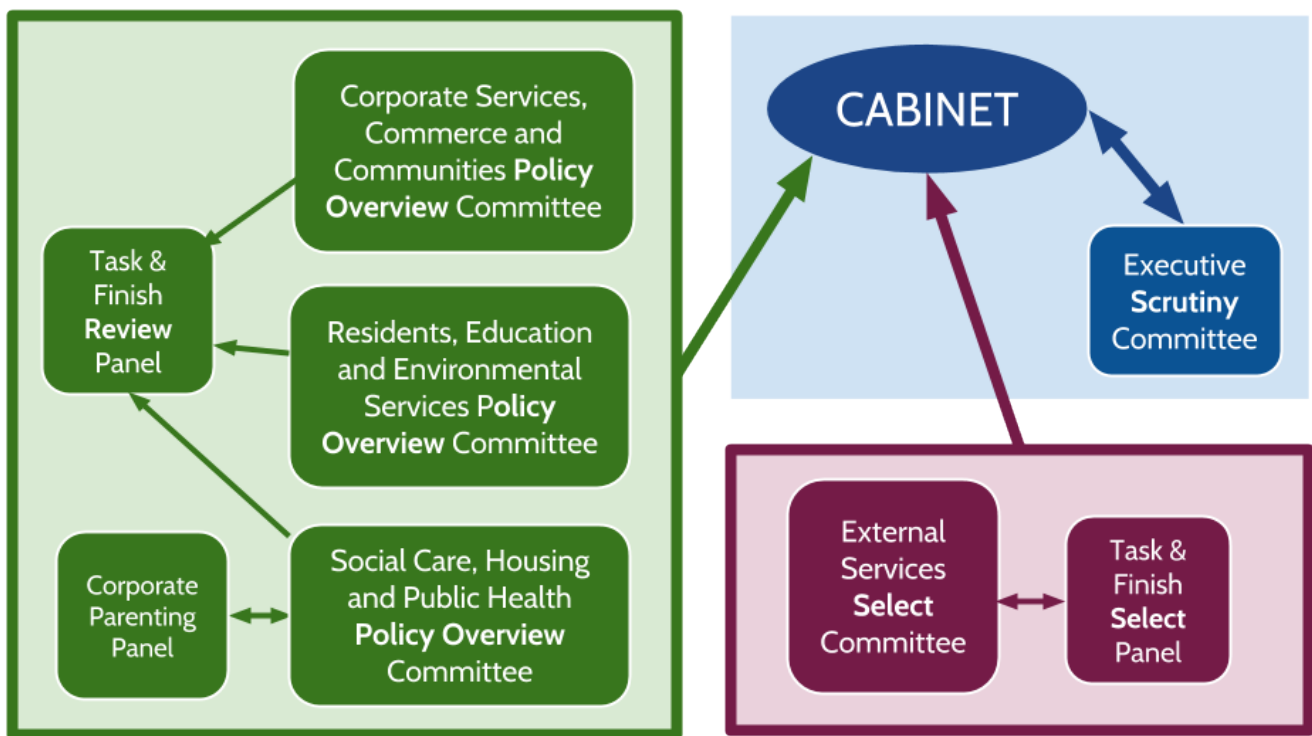 Corporate Services,
Commerce and
Communities Policy
Overview Committee
Task &
Finish
Review
Panel
Residents, Education
and Environmental
Services Policy
Overview Committee
Corporate
Parenting
Panel
Social Care, Housing
and Public Health
Policy Overview
Committee
CABINET
Executive
Scrutiny
Committee
External
Services
Select
Committee
Task &
Finish
Select
Panel